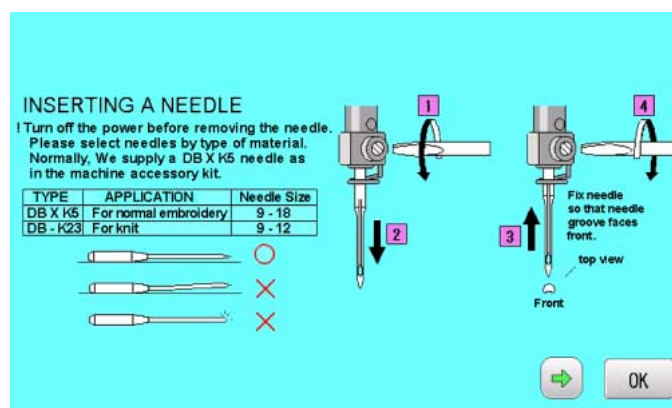 INSERTING A NEEDLE
! Turn off the power before removing the needle.
Please select needles by type of material.
Normally, We supply a DB X K5 needle as
in the machine accessory kit.
TYPE APPLICATION Needle Size
DB X K5 For normal embroidery 9 - 18
DB - K23 For knit 9 - 12
1
2
3
4
Fix needle
so that needle
groove faces
front.
top view
Front
OK